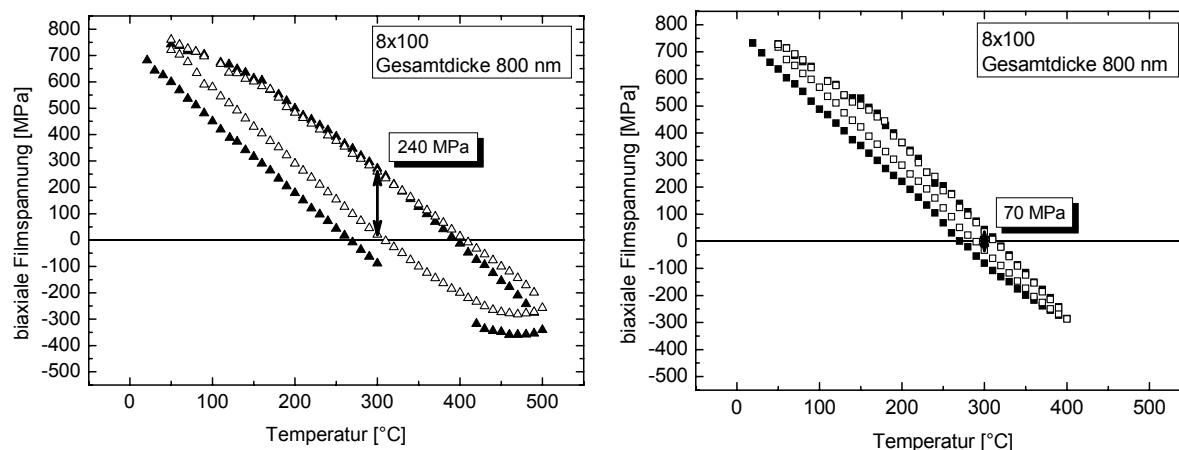 800
700
600
500
400
300
200
100
0
-100
-200
-300
-400
-500
biaxiale Filmspannung [MPa]
8x100
Gesamtdicke 800 nm
240 MPa
0 100 200 300 400 500
Temperatur [°C]
800
700
600
500
400
300
200
100
0
-100
-200
-300
-400
-500
biaxiale Filmspannung [MPa]
8x100
Gesamtdicke 800 nm
70 MPa
0 100 200 300 400 500
Temperatur [°C]